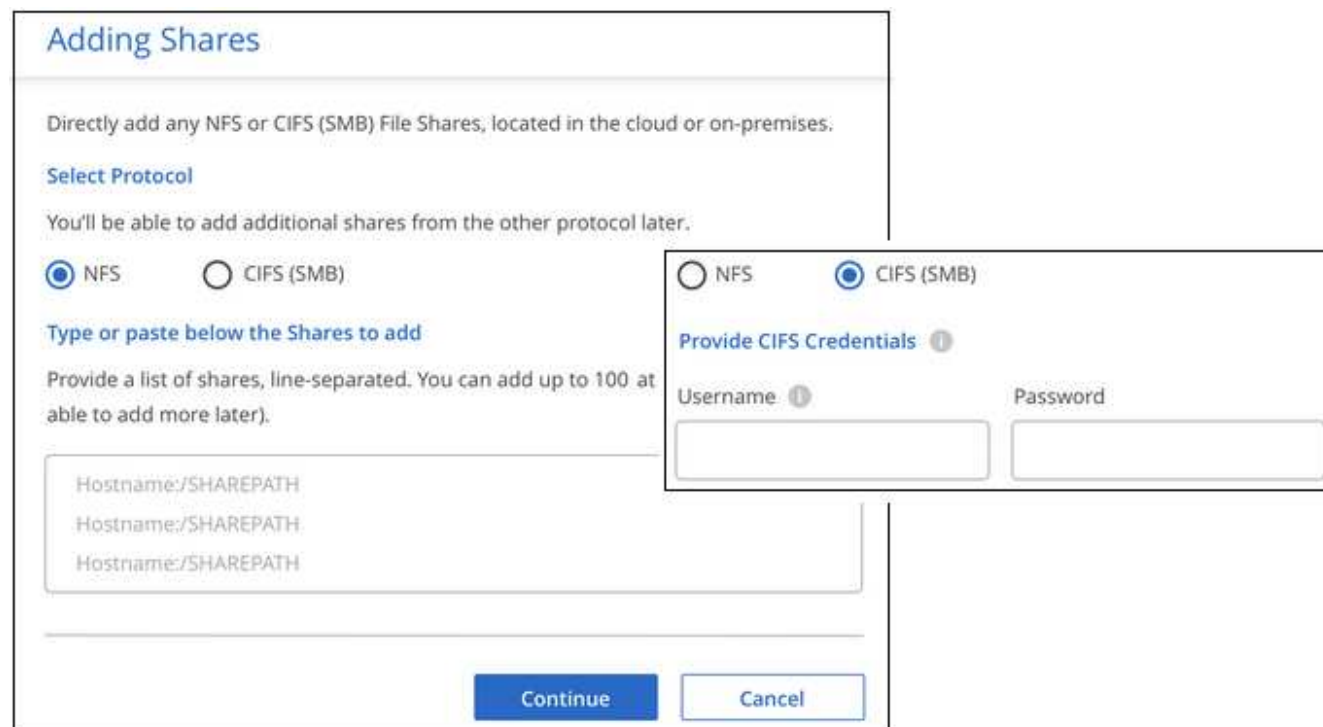 Adding Shares
Directly add any NFS or CIFS (SMB) File Shares, located in the cloud or on-premises.
Select Protocol
You'll be able to add additional shares from the other protocol later.
NFS CIFS (SMB)
Type or paste below the Shares to add
Provide a list of shares, line-separated. You can add up to 100 at
able to add more later).
Hostname:/SHAREPATH
Hostname:/SHAREPATH
Hostname:/SHAREPATH
Continue Cancel
NFS CIFS (SMB)
Provide CIFS Credentials
Username Password